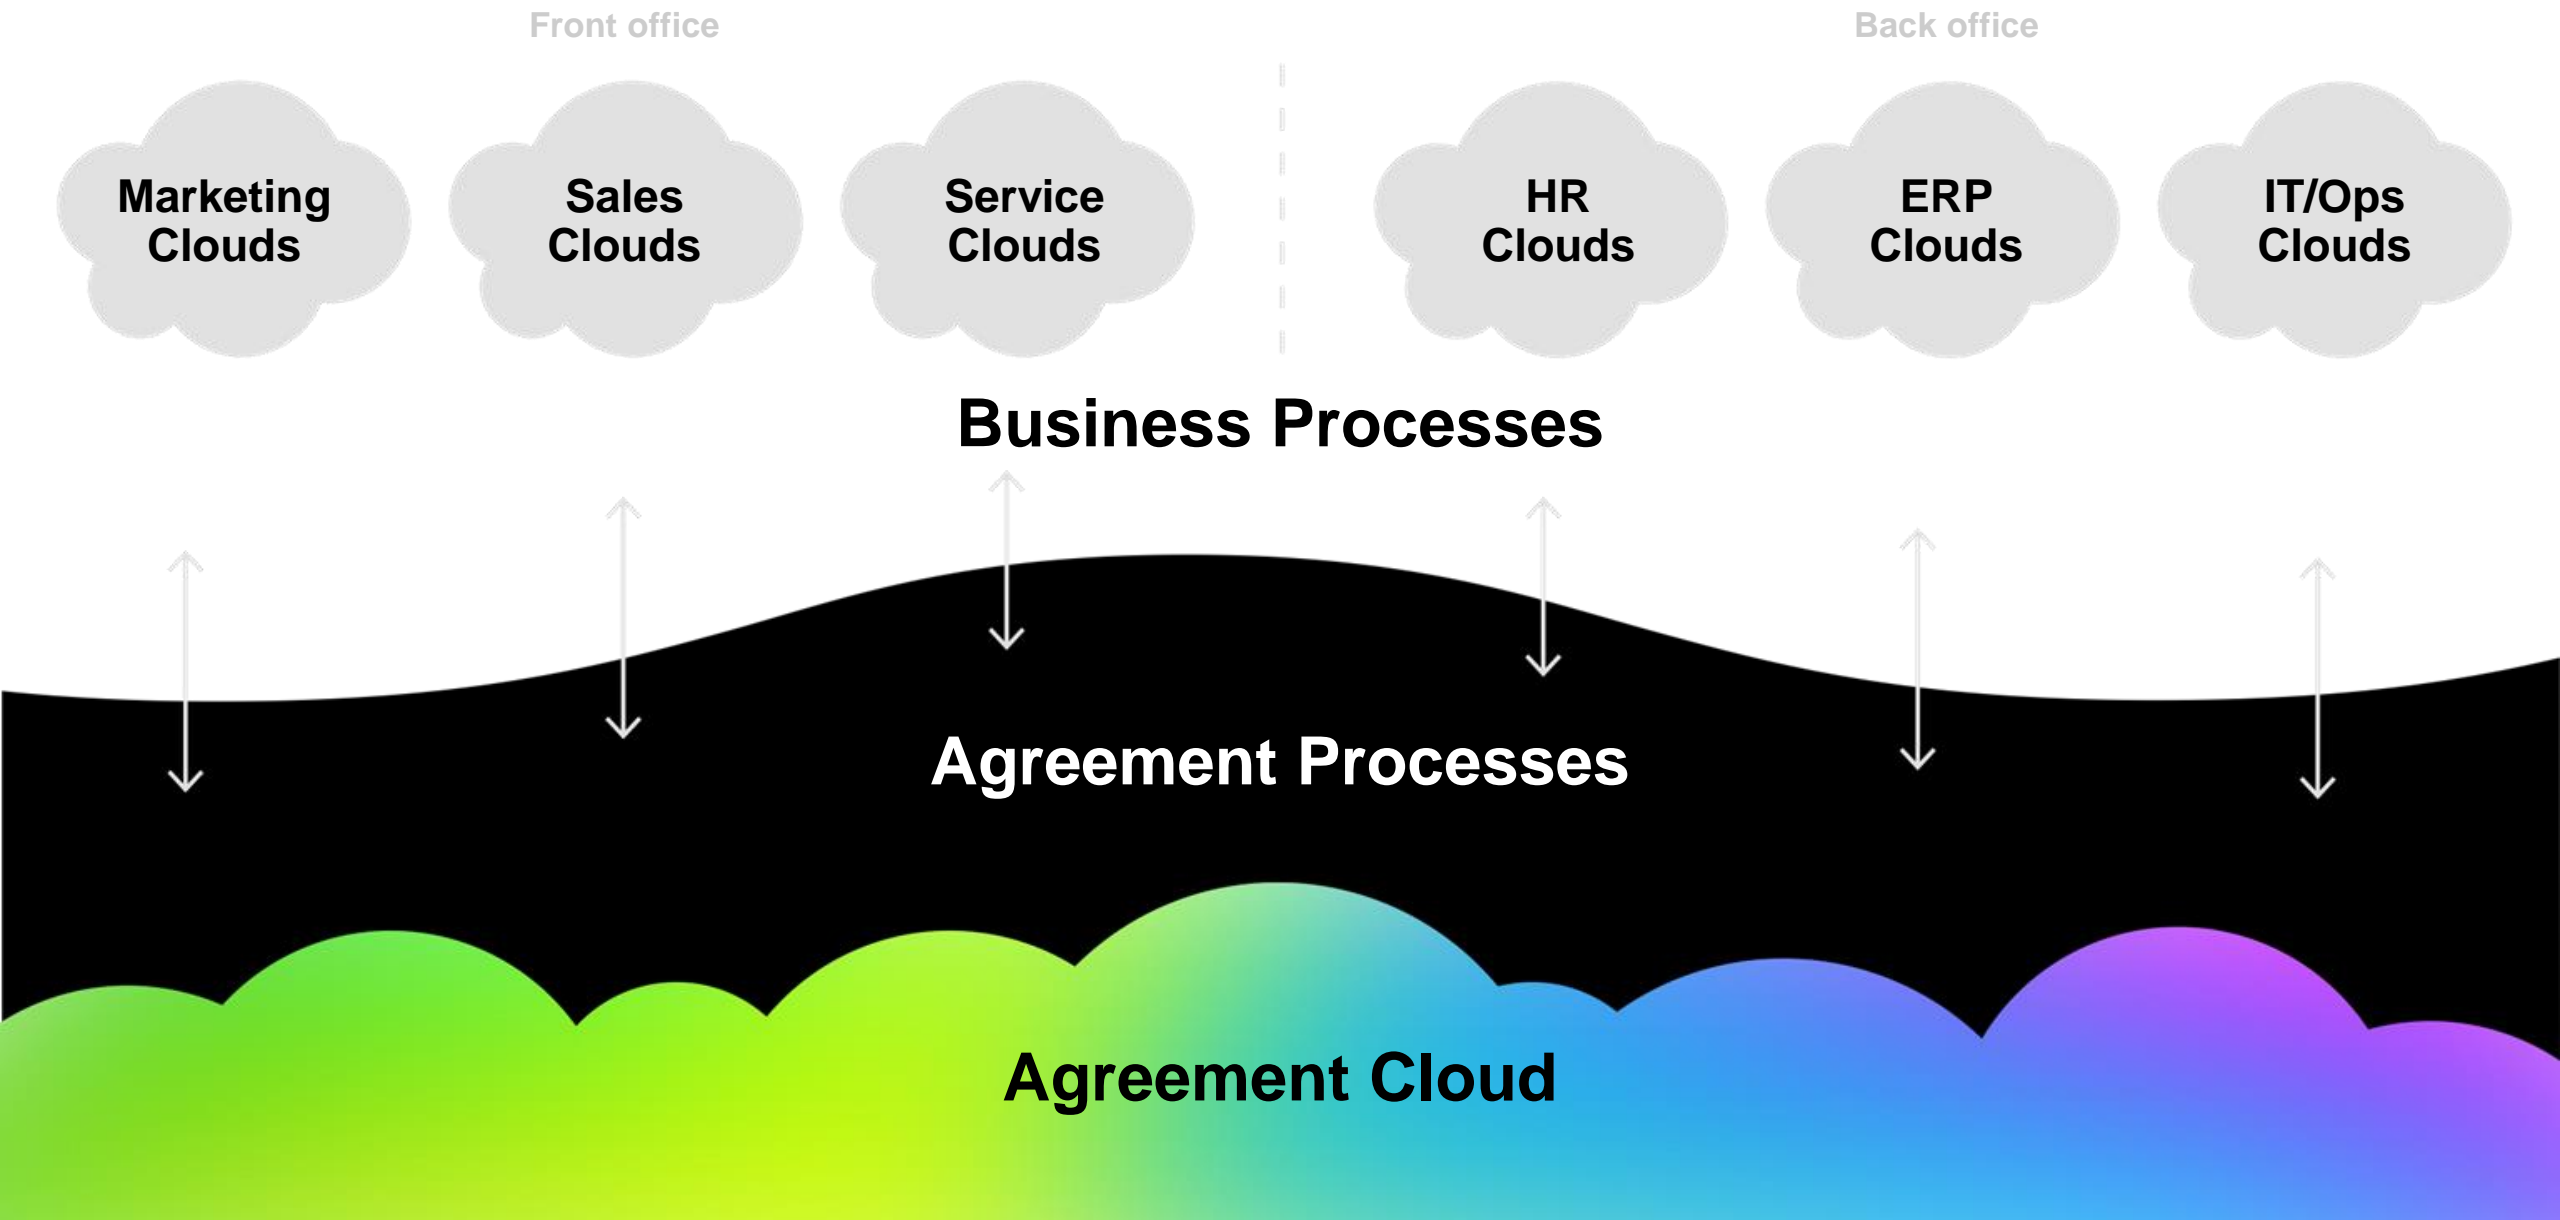 Front office
Back office
Marketing
Clouds
Sales
Clouds
Service
Clouds
HR
Clouds
ERP
Clouds
IT/Ops
Clouds
Business Processes
Agreement Processes
Agreement Cloud